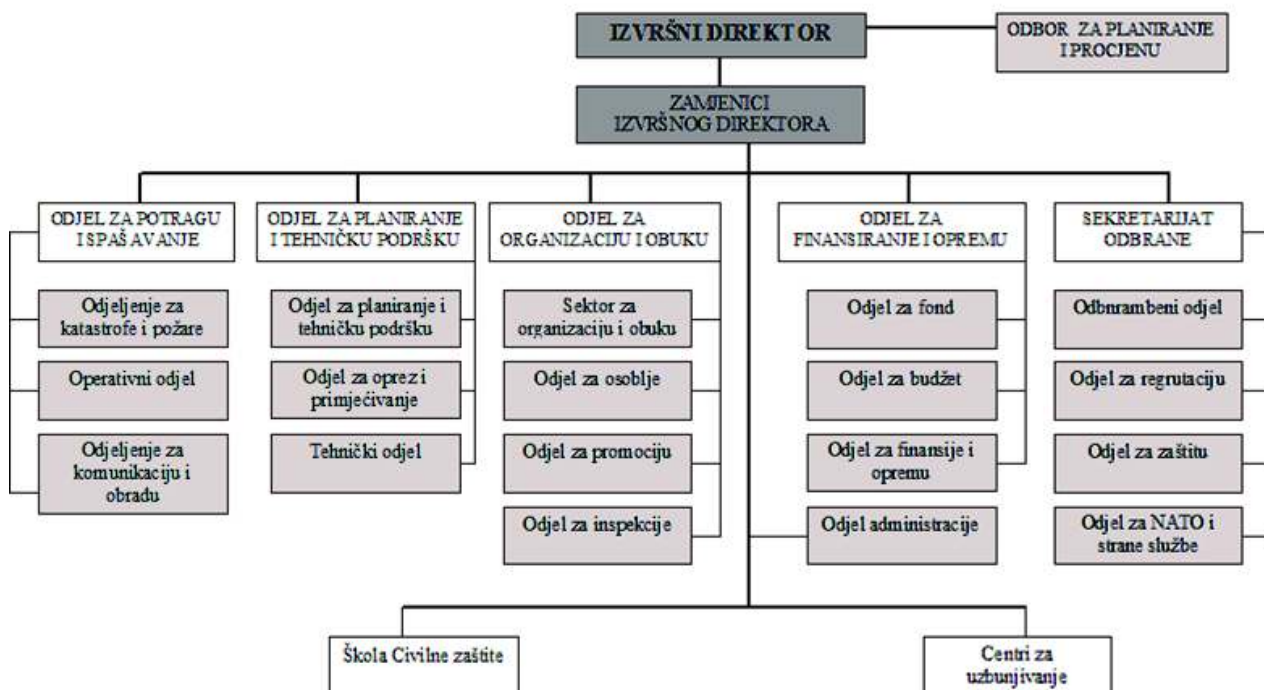 IZVRŠNI DIREKTOR
ODBOR ZA PLANIRANJE
I PROCJENU
ZAMJENICI
IZVRŠNOG DIREKTORA
ODJEL ZA POTRAGU
I SPAŠAVANJE
ODJEL ZA PLANIRANJE
I TEHNIČKU PODRŠKU
ODJEL ZA
ORGANIZACIJU I OBUKU
ODJEL ZA
FINANSIRANJE I OPREMU
SEKRETARIJAT
ODBRANE
Odjeljenje za
katastrofe i požare
Operativni odjel
Odjeljenje za
komunikaciju i
obradu
Odjel za planiranje i
tehničku podršku
Odjel za oprez i
primjećivanje
Tehnički odjel
Sektor za
organizaciju i obuku
Odjel za osoblje
Odjel za promociju
Odjel za inspekcije
Odjel za fond
Odjel za budžet
Odjel za finansije i
opremu
Odjel administracije
Odbnrambeni odjel
Odjel za regrutaciju
Odjel za zaštitu
Odjel za NATO i
strane službe
Škola Civilne zaštite
Centri za
uzbunjivanje